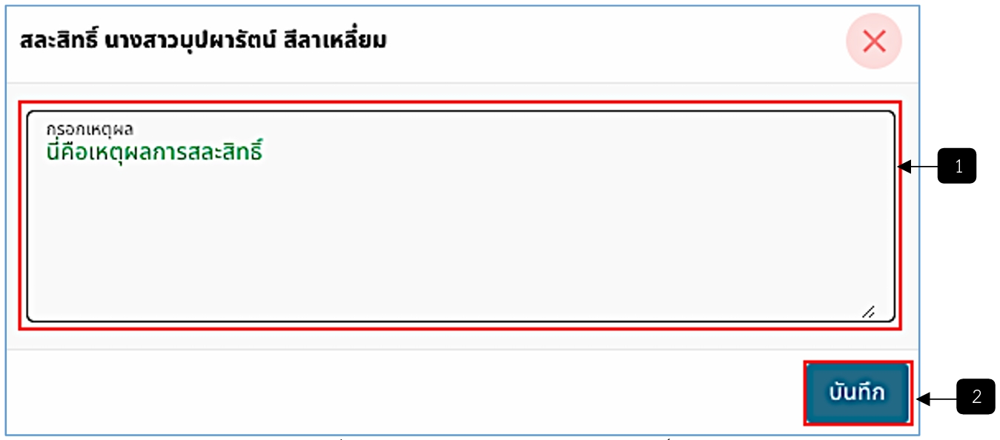 สละสิทธิ์ นางสาวบุปผารัตน์ สีลาเหลี่ยม
กรอกเหตุผล
นี่คือเหตุผลการสละสิทธิ์
1
บันทึก
2